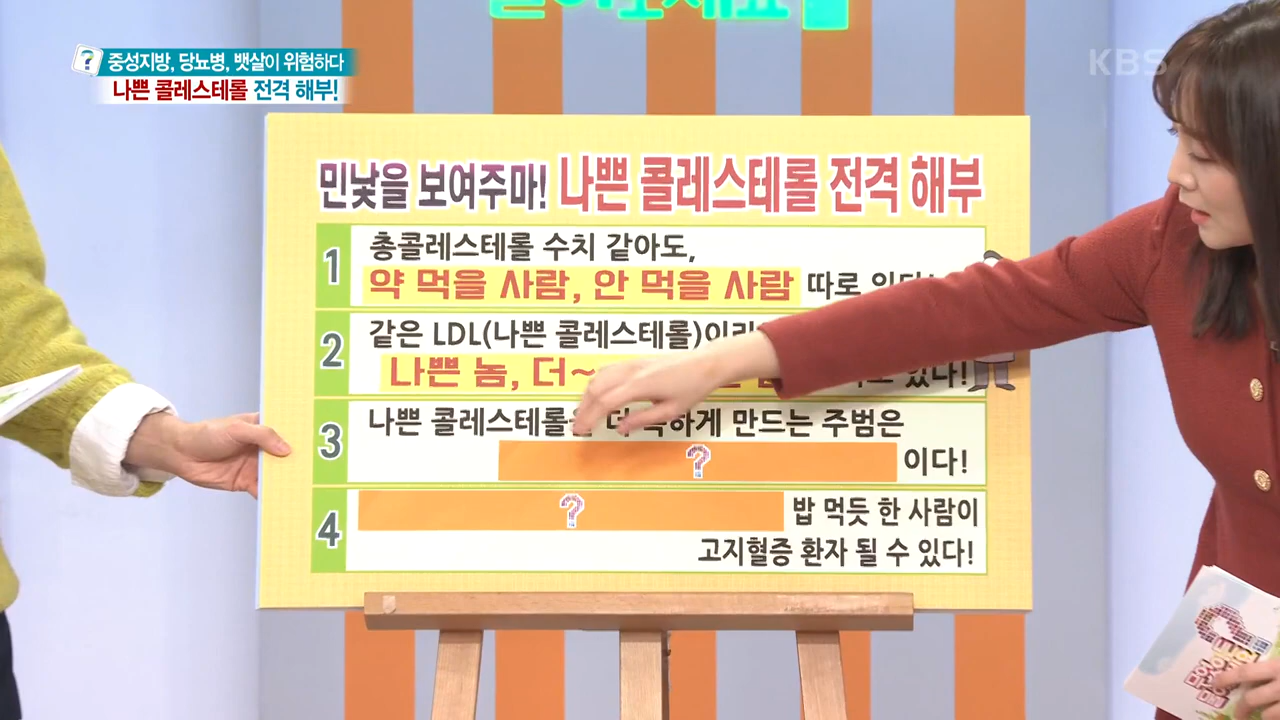 중성지방, 당뇨병, 뱃살이 위험하다
나쁜 콜레스테롤 전격 해부!
KBS
민낯을 보여주마! 나쁜 콜레스테롤 전격 해부
1 총콜레스테롤 수치 같아도,
약 먹을 사람, 안 먹을 사람 따로
2 같은 LDL(나쁜 콜레스테롤)이
나쁜 놈, 더~ 있다!
3 나쁜 콜레스테롤을 더 만드는 주범은
? 이다!
4 ? 밥 먹듯 한 사람이
고지혈증 환자 될 수 있다!